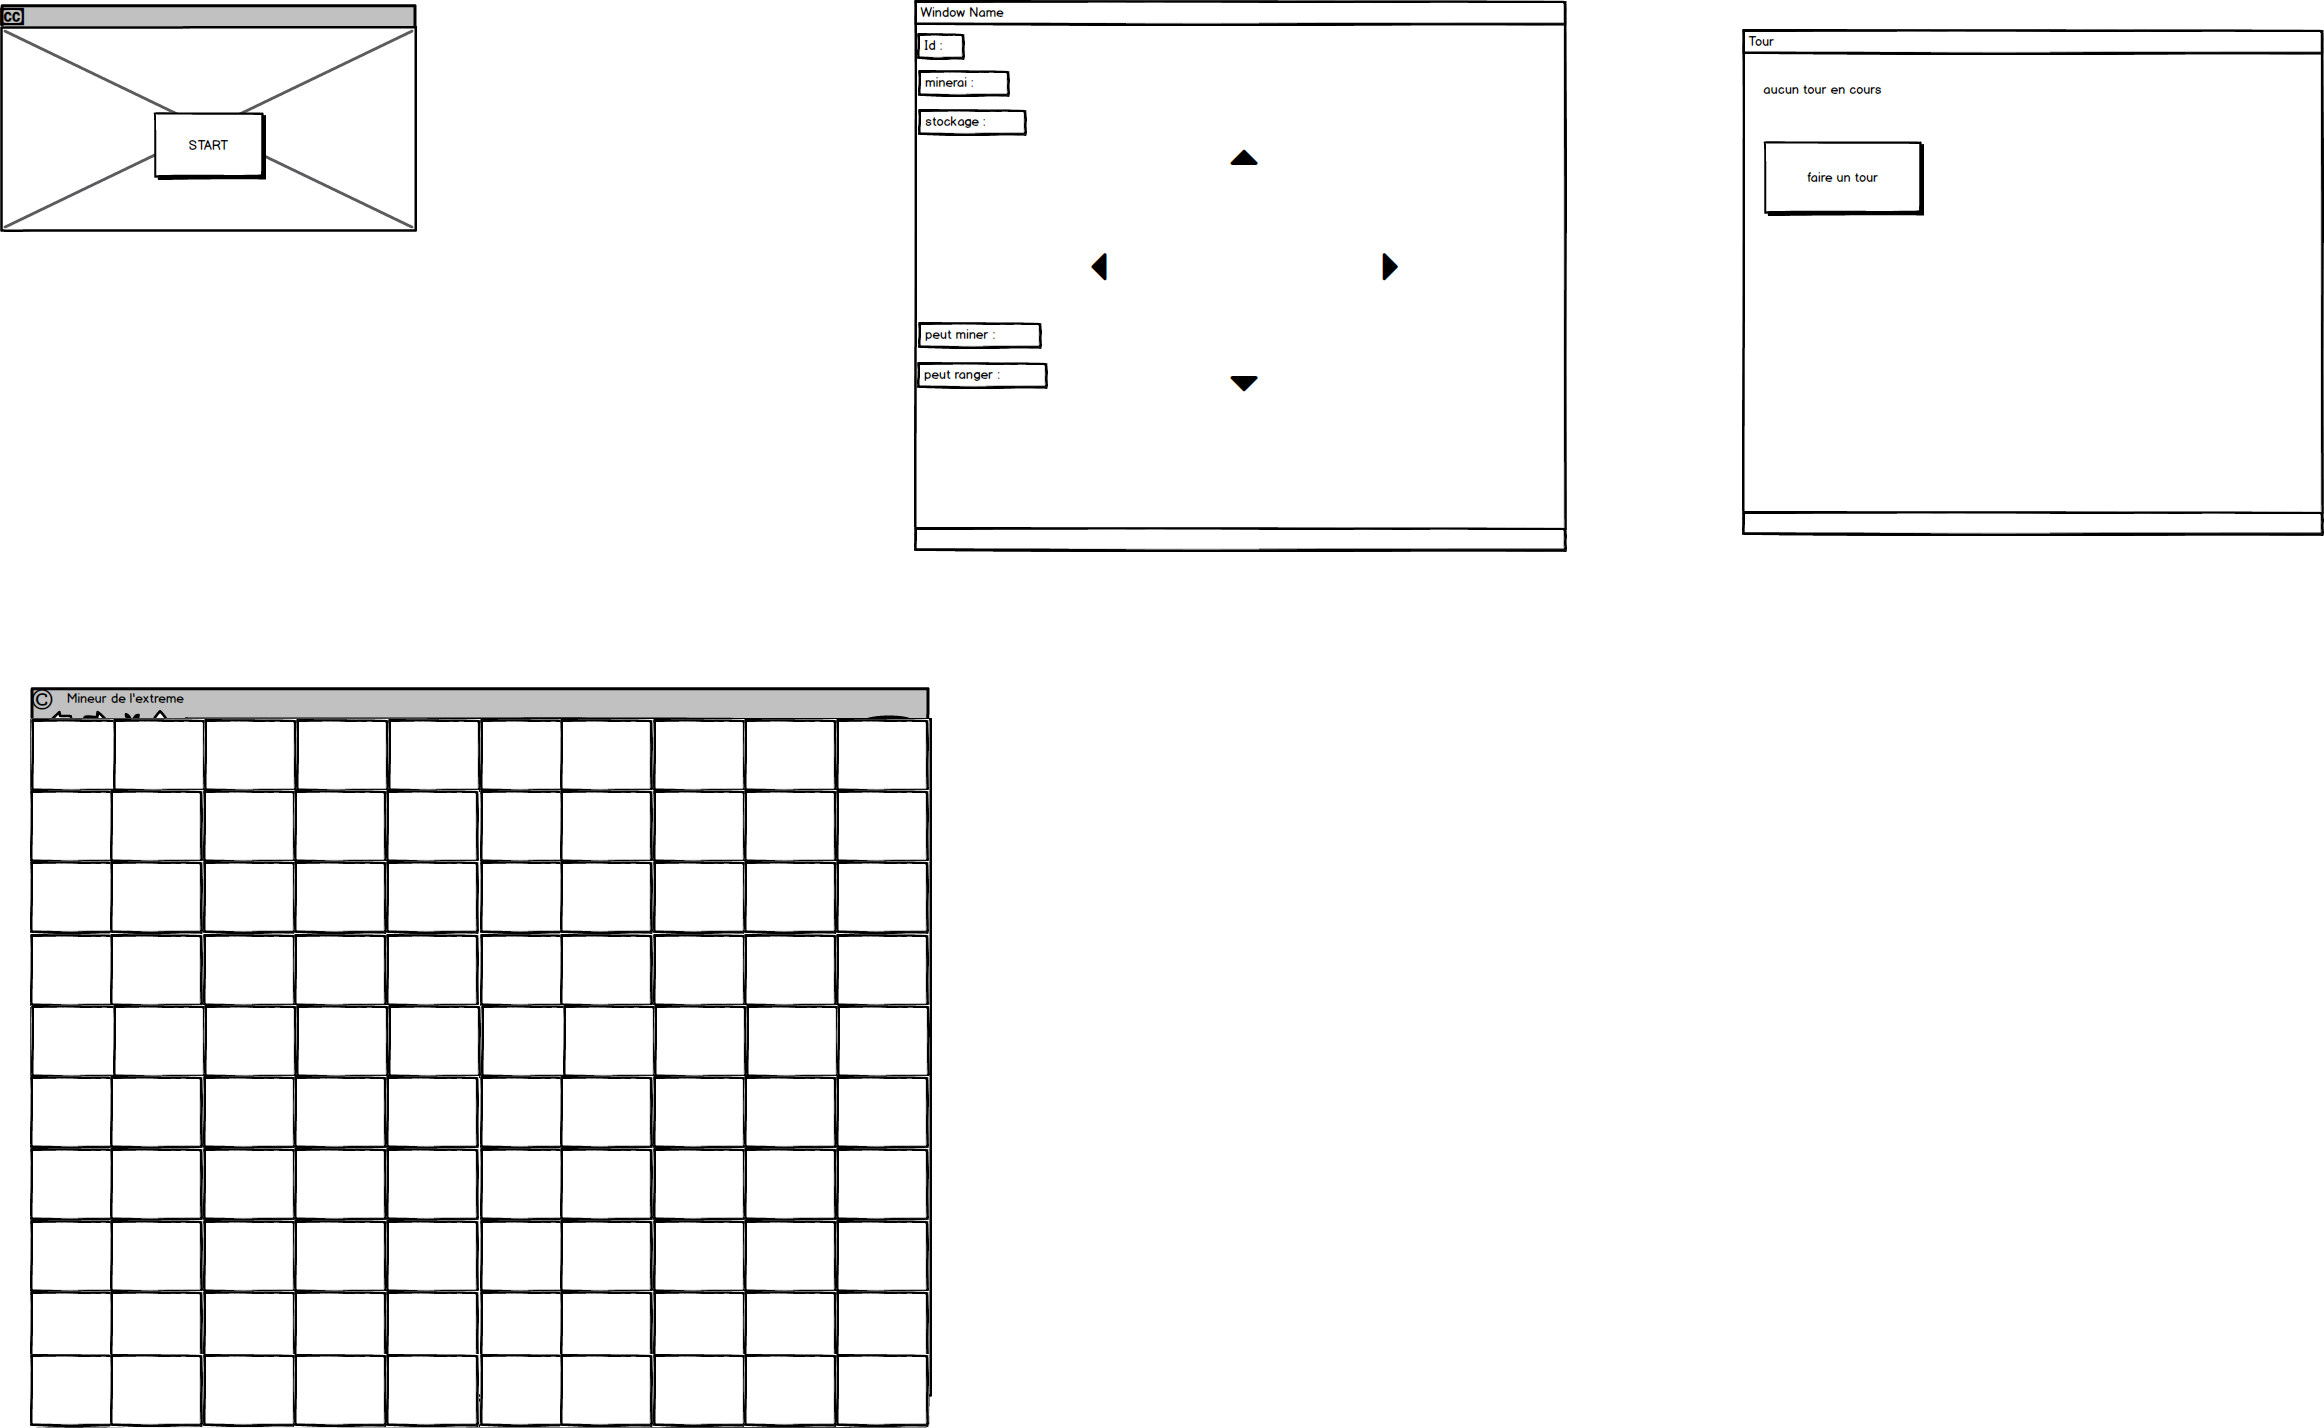 CC
START
Window Name
Id :
minerai :
stockage :
peut miner :
peut ranger :
Tour
aucun tour en cours
faire un tour
© Mineur de l'extreme